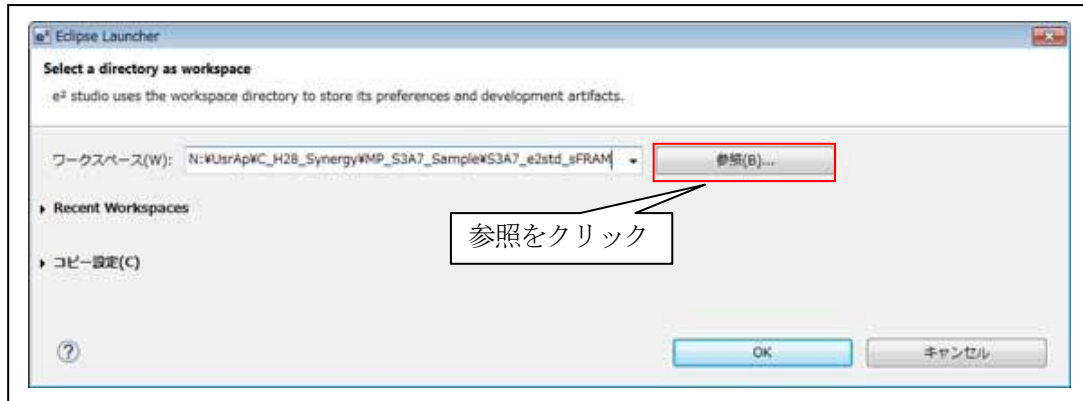 e² Eclipse Launcher
Select a directory as workspace
e² studio uses the workspace directory to store its preferences and development artifacts.
ワークスペース(W): N:¥UsrAp¥C_H28_Synergy¥MP_S3A7_Sample¥S3A7_e2std_sFRAM 参照(B)...
Recent Workspaces
参照をクリック
コピー設定(C)
? OK キャンセル